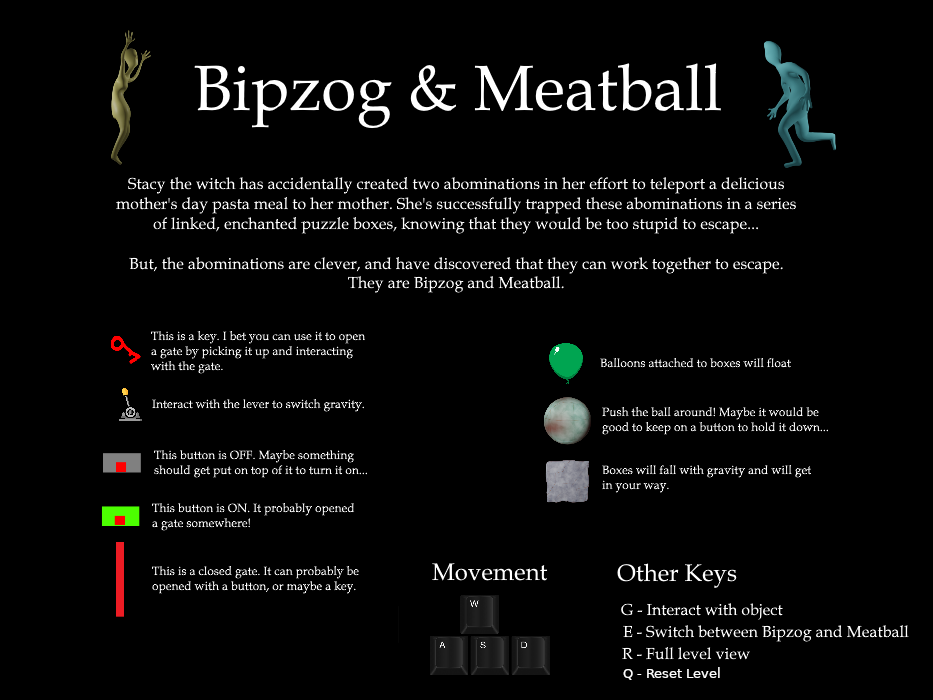 Bipzog & Meatball
Stacy the witch has accidentally created two abominations in her effort to teleport a delicious
mother's day pasta meal to her mother. She's successfully trapped these abominations in a series
of linked, enchanted puzzle boxes, knowing that they would be too stupid to escape...
But, the abominations are clever, and have discovered that they can work together to escape.
They are Bipzog and Meatball.
This is a key. I bet you can use it to open
a gate by picking it up and interacting
with the gate.
Interact with the lever to switch gravity.
This button is OFF. Maybe something
should get put on top of it to turn it on...
This button is ON. It probably opened
a gate somewhere!
This is a closed gate. It can probably be
opened with a button, or maybe a key.
Balloons attached to boxes will float
Push the ball around! Maybe it would be
good to keep on a button to hold it down...
Boxes will fall with gravity and will get
in your way.
Movement
W
A S D
Other Keys
G - Interact with object
E - Switch between Bipzog and Meatball
R - Full level view
Q - Reset Level